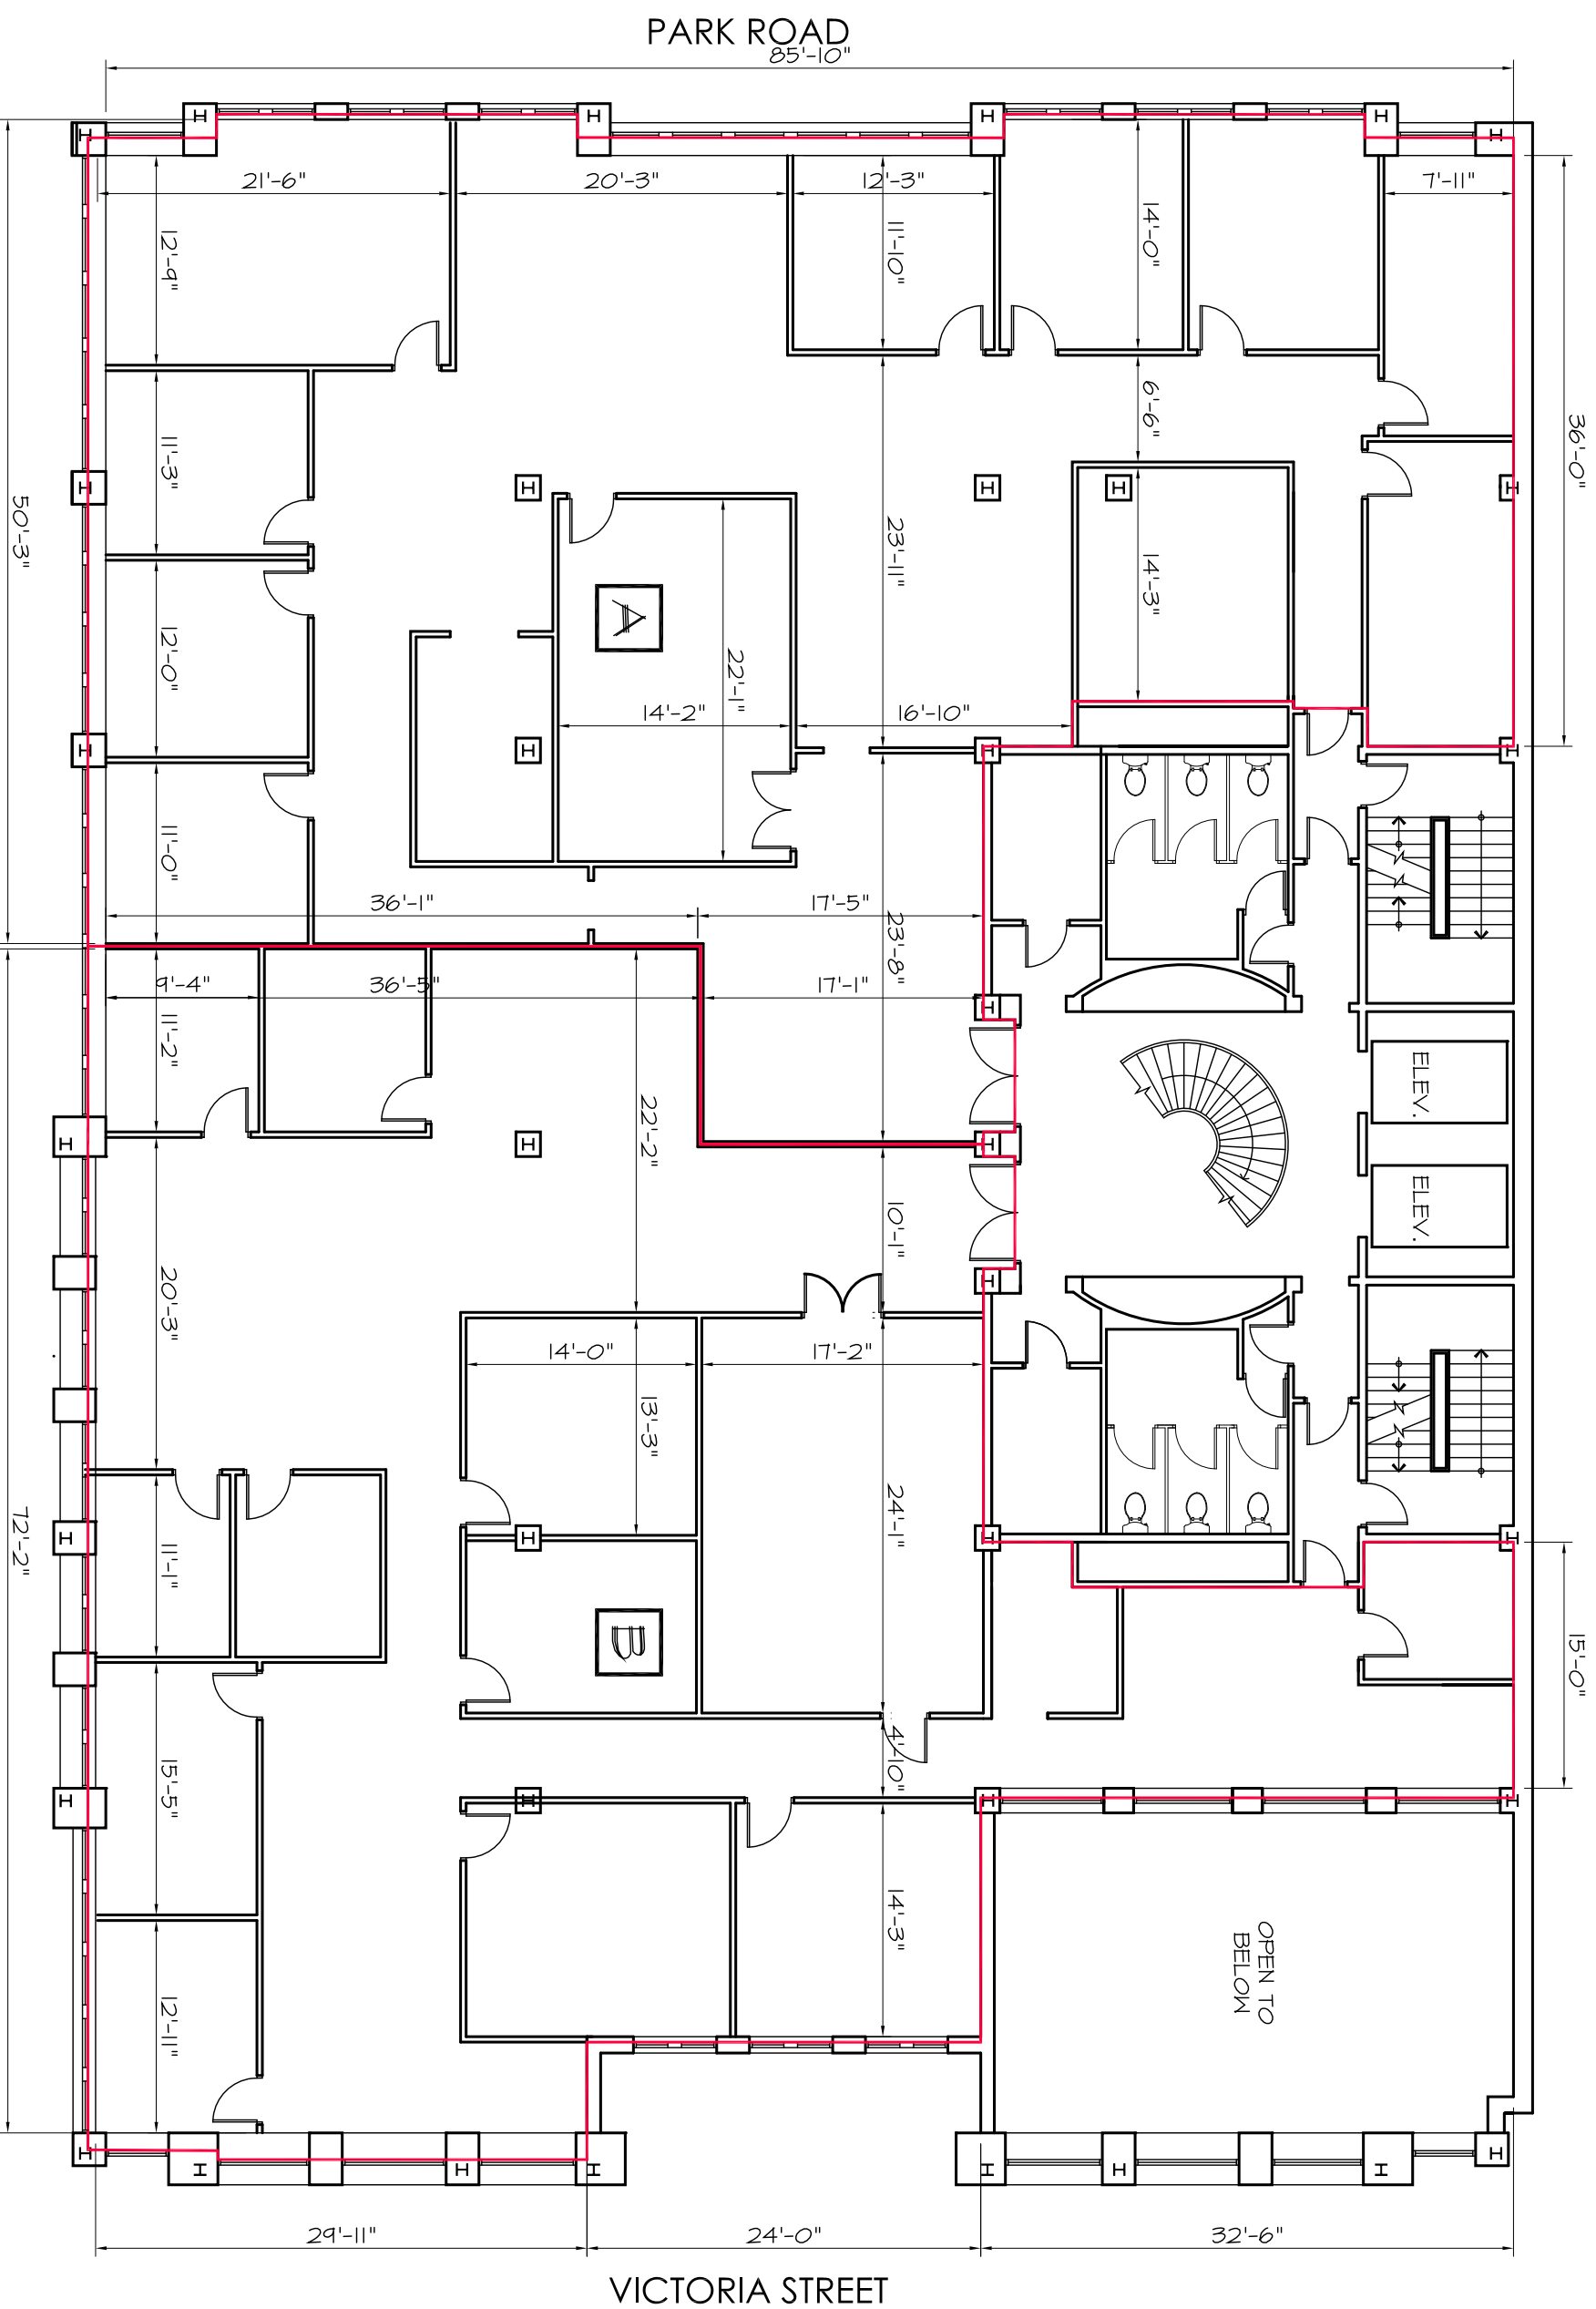 PARK ROAD
85'-10"
H H H H H H
21'-6" 20'-3" 12'-3" 7'-11"
12'-9" 11'-10" 14'-0" 36'-0"
11'-3" 6'-6"
50'-3" H H H H H
23'-11" 14'-3"
A
12'-0" 22'-1"
14'-2" 16'-10"
H H H H
11'-0"
36'-1" 17'-5"
23'-8"
9'-4" 36'-5" 17'-1"
H
11'-2" 22'-2" ELEV.
H H H
10'-1" ELEV.
20'-3" H
14'-0" 17'-2"
13'-3"
72'-2" 24'-1"
H H H H
11'-1"
B 15'-0"
15'-5" 4'-10"
H H H H
14'-3"
OPEN TO
BELOW
12'-11"
H H
H H H H H H
29'-11" 24'-0" 32'-6"
VICTORIA STREET